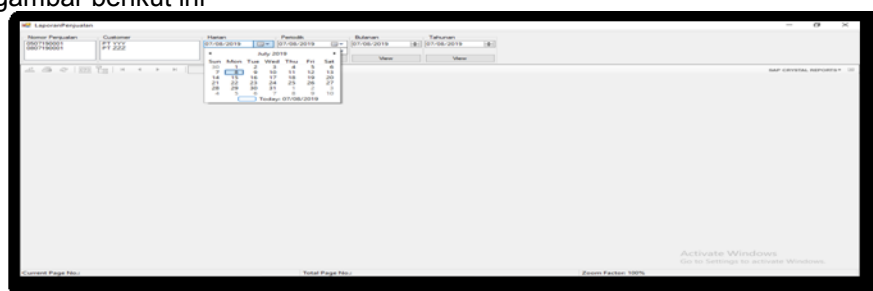 gambar berikut ini
LaporanPenjualan
Nomor Penjualan Customer Harian Periodik Bulanan Tahunan
0507190001 PT YYY 07/08/2019 07/08/2019 07-08-2019 07-08-2019
0807190001 PT ZZZ
View View
July 2019
Sun Mon Tue Wed Thu Fri Sat
30 1 2 3 4 5 6
7 8 9 10 11 12 13
14 15 16 17 18 19 20
21 22 23 24 25 26 27
28 29 30 31 1 2 3
4 5 6 7 8 9 10
Today: 07/08/2019
SAP CRYSTAL REPORTS
Activate Windows
Go to Settings to activate Windows.
Current Page No.: Total Page No.: Zoom Factor: 100%